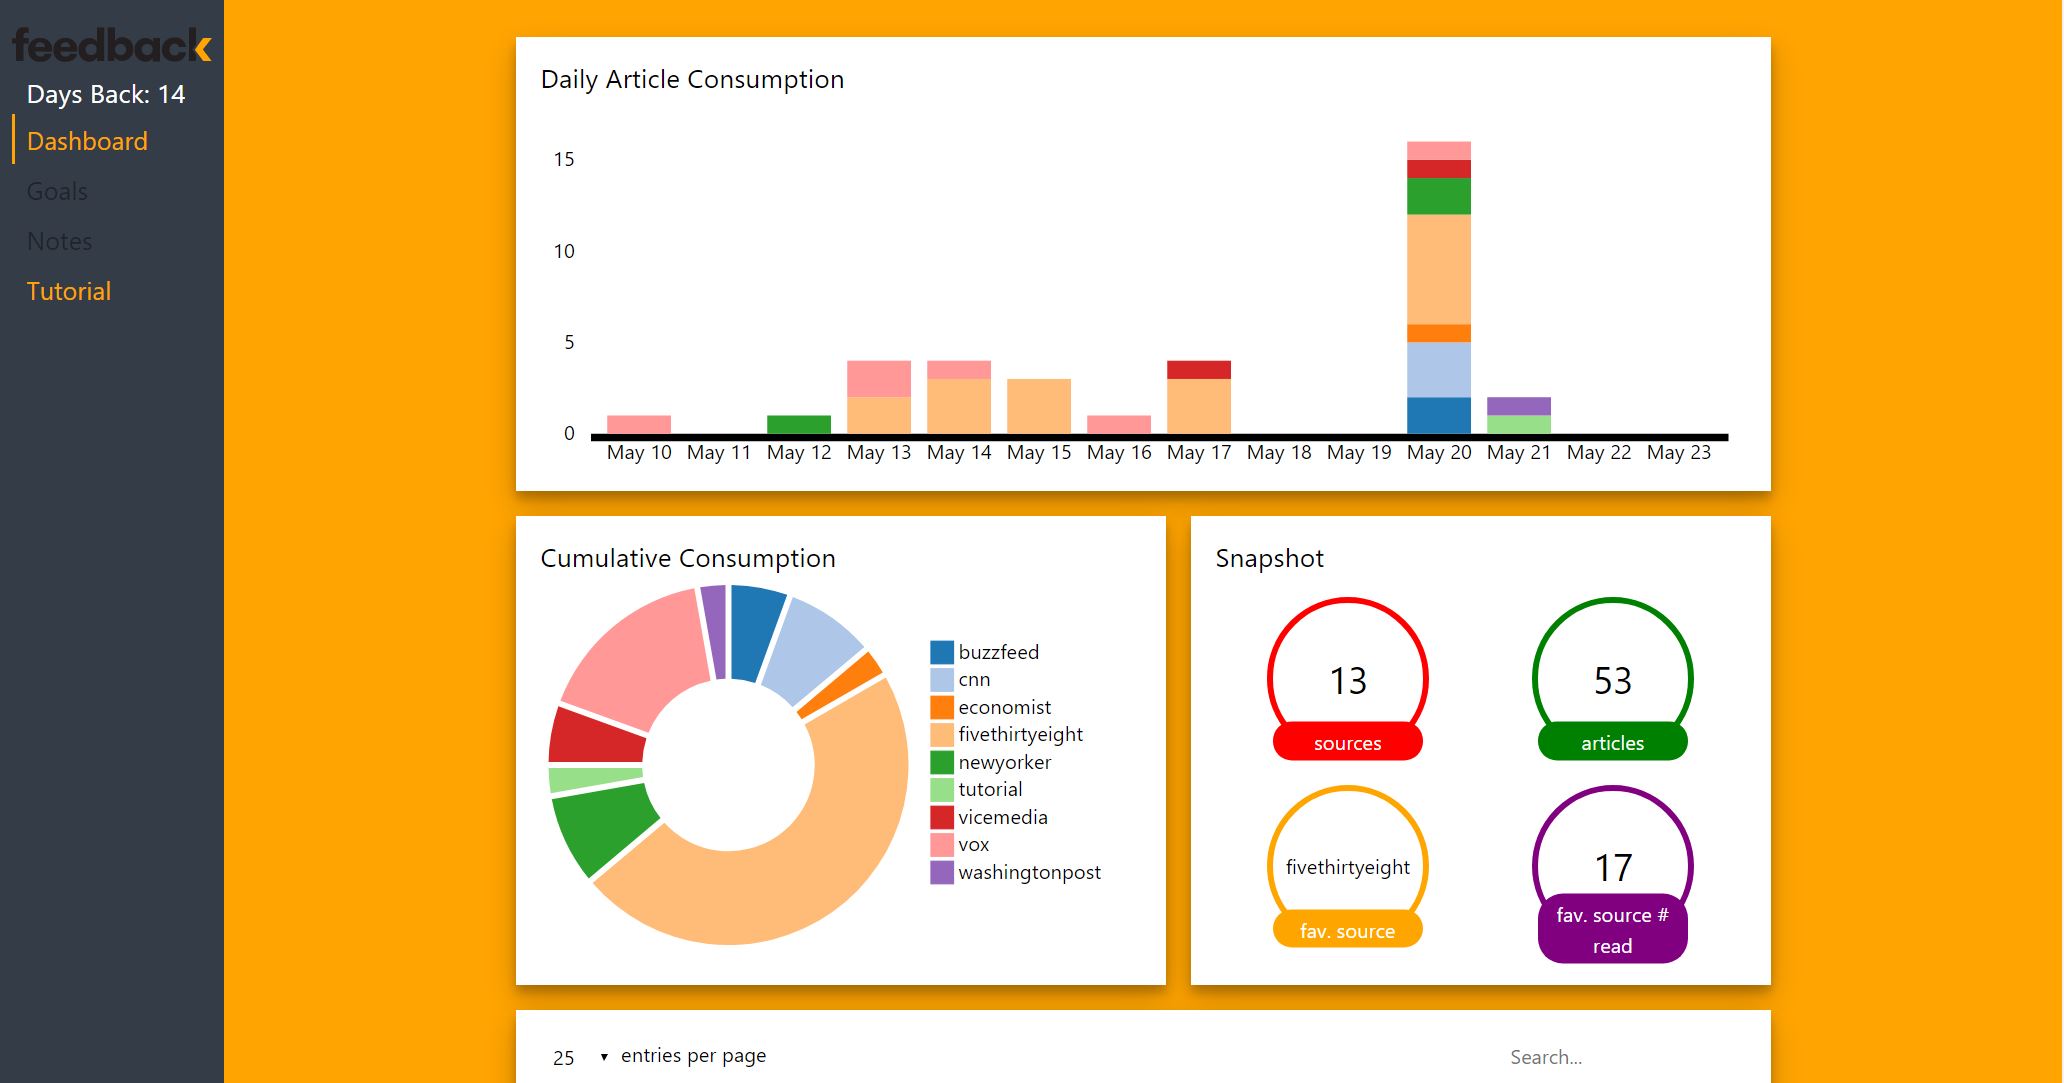 feedback
Days Back: 14
Dashboard
Goals
Notes
Tutorial
Daily Article Consumption
15
10
5
0
May 10 May 11 May 12 May 13 May 14 May 15 May 16 May 17 May 18 May 19 May 20 May 21 May 22 May 23
Cumulative Consumption
buzzfeed
cnn
economist
fivethirtyeight
newyorker
tutorial
vicemedia
vox
washingtonpost
Snapshot
13
sources
53
articles
fivethirtyeight
fav. source
17
fav. source #
read
25 entries per page
Search...